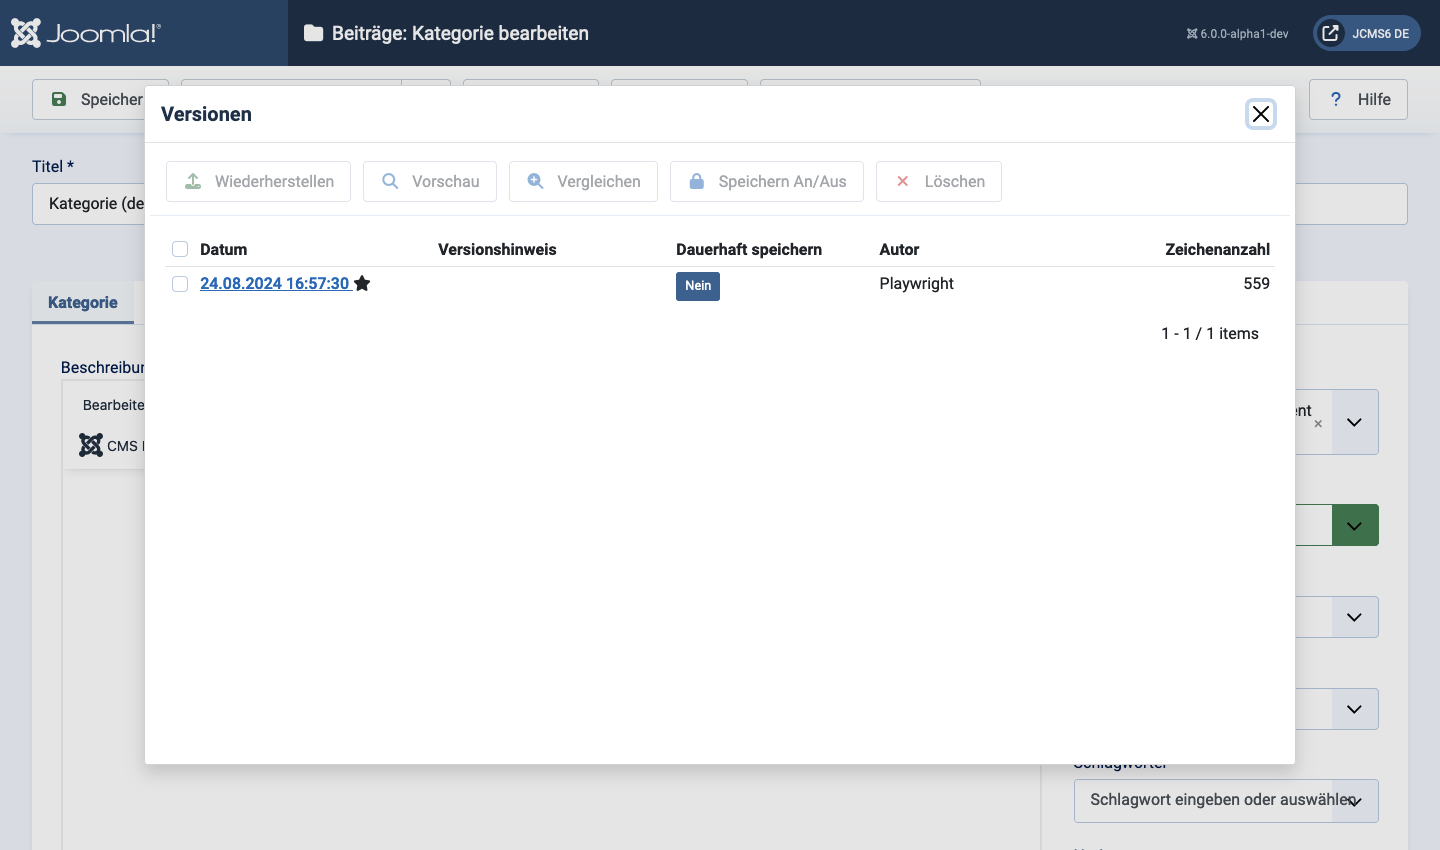 Joomla!®
Beiträge: Kategorie bearbeiten
6.0.0-alpha1-dev
JCMS6 DE
Speicher
Hilfe
Versionen
Titel *
Wiederherstellen
Vorschau
Vergleichen
Speichern An/Aus
Löschen
Kategorie (de
Datum Versionshinweis Dauerhaft speichern Autor Zeichenanzahl
24.08.2024 16:57:30 Nein Playwright 559
Kategorie
1 - 1 / 1 items
Beschreibun
Bearbeite
CMS
Schlagwörter
Schlagwort eingeben oder auswählen